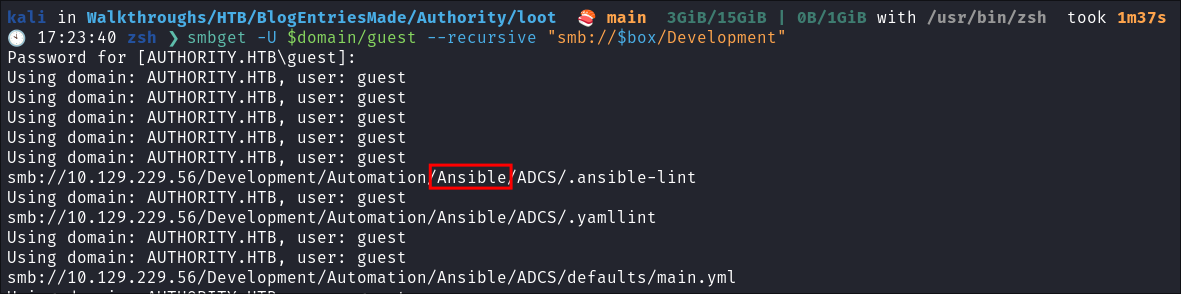 kali in Walkthroughs/HTB/BlogEntriesMade/Authority/loot 🍣 main 3GiB/15GiB | 0B/1GiB with /usr/bin/zsh took 1m37s
🕙 17:23:40 zsh ❯ smbget -U $domain/guest --recursive "smb://$box/Development"
Password for [AUTHORITY.HTB\guest]:
Using domain: AUTHORITY.HTB, user: guest
Using domain: AUTHORITY.HTB, user: guest
Using domain: AUTHORITY.HTB, user: guest
Using domain: AUTHORITY.HTB, user: guest
Using domain: AUTHORITY.HTB, user: guest
smb://10.129.229.56/Development/Automation/Ansible/ADCS/.ansible-lint
Using domain: AUTHORITY.HTB, user: guest
smb://10.129.229.56/Development/Automation/Ansible/ADCS/.yamllint
Using domain: AUTHORITY.HTB, user: guest
Using domain: AUTHORITY.HTB, user: guest
smb://10.129.229.56/Development/Automation/Ansible/ADCS/defaults/main.yml